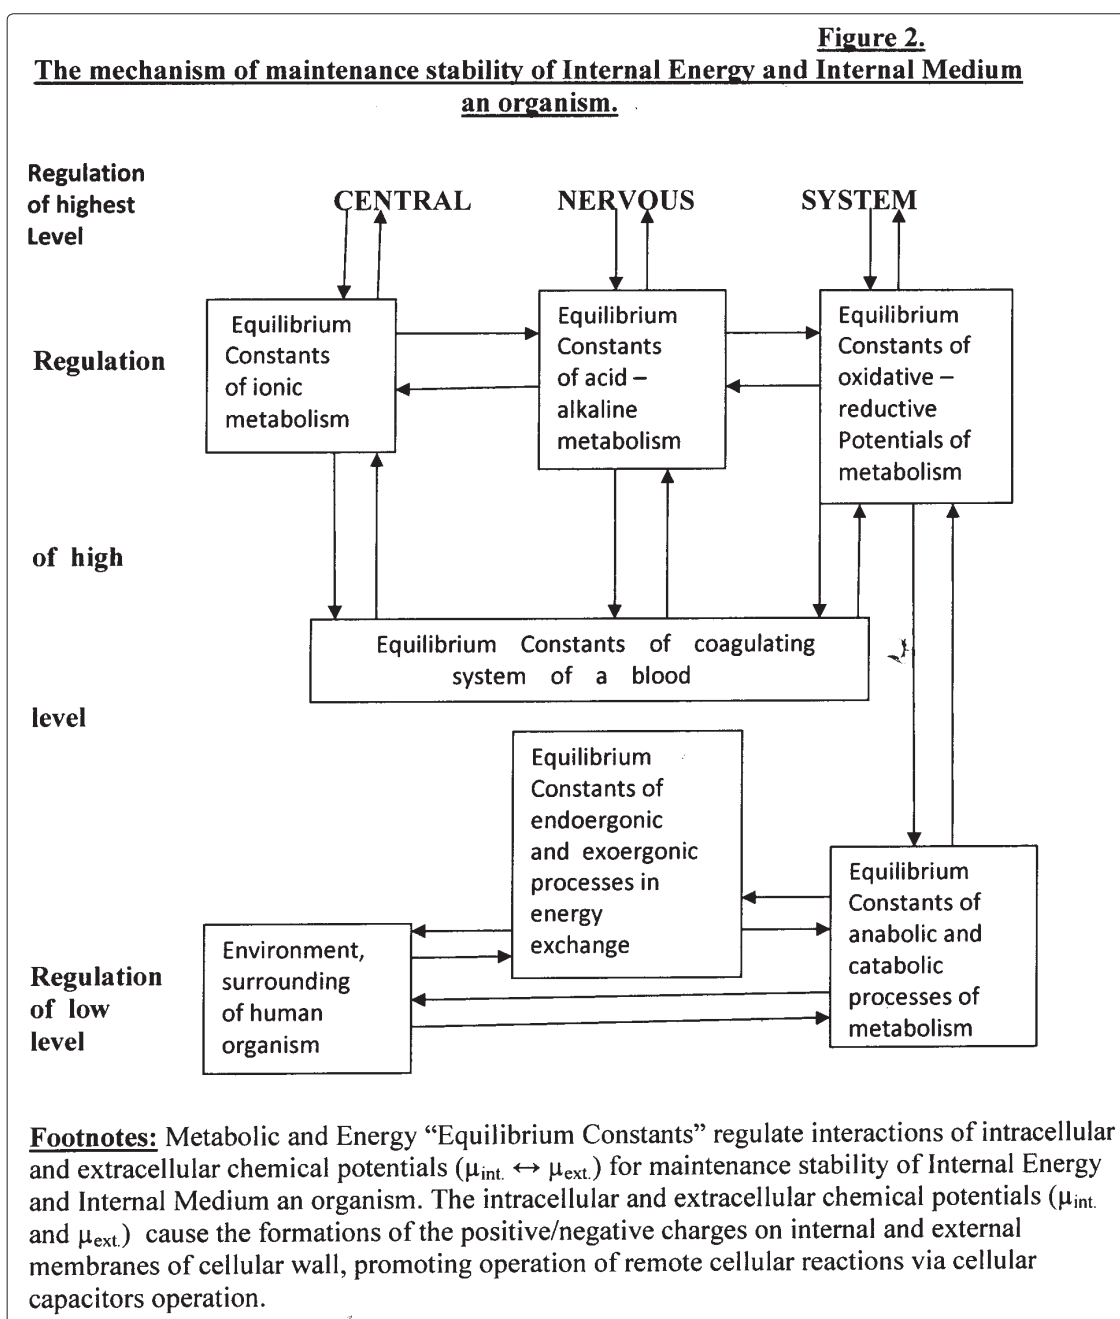 Figure 2.
The mechanism of maintenance stability of Internal Energy and Internal Medium
an organism.
Regulation
of highest
Level
CENTRAL NERVOUS SYSTEM
Regulation
Equilibrium
Constants
of ionic
metabolism
Equilibrium
Constants
of acid –
alkaline
metabolism
Equilibrium
Constants of
oxidative –
reductive
Potentials of
metabolism
of high
Equilibrium Constants of coagulating
system of a blood
level
Equilibrium
Constants of
endoergonic
and exoergonic
processes in
energy
exchange
Equilibrium
Constants of
anabolic and
catabolic
processes of
metabolism
Environment,
surrounding
of human
organism
Regulation
of low
level
Footnotes: Metabolic and Energy “Equilibrium Constants” regulate interactions of intracellular
and extracellular chemical potentials (μint. ↔ μext.) for maintenance stability of Internal Energy
and Internal Medium an organism. The intracellular and extracellular chemical potentials (μint.
and μext.) cause the formations of the positive/negative charges on internal and external
membranes of cellular wall, promoting operation of remote cellular reactions via cellular
capacitors operation.